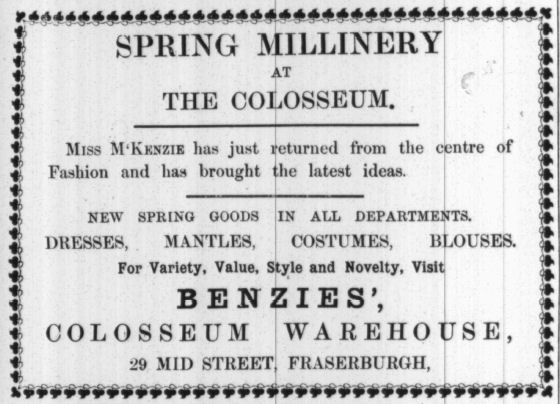 SPRING MILLINERY
AT
THE COLOSSEUM.
MISS M'KENZIE has just returned from the centre of
Fashion and has brought the latest ideas.
NEW SPRING GOODS IN ALL DEPARTMENTS.
DRESSES, MANTLES, COSTUMES, BLOUSES.
For Variety, Value, Style and Novelty, Visit
BENZIES',
COLOSSEUM WAREHOUSE,
29 MID STREET, FRASERBURGH,